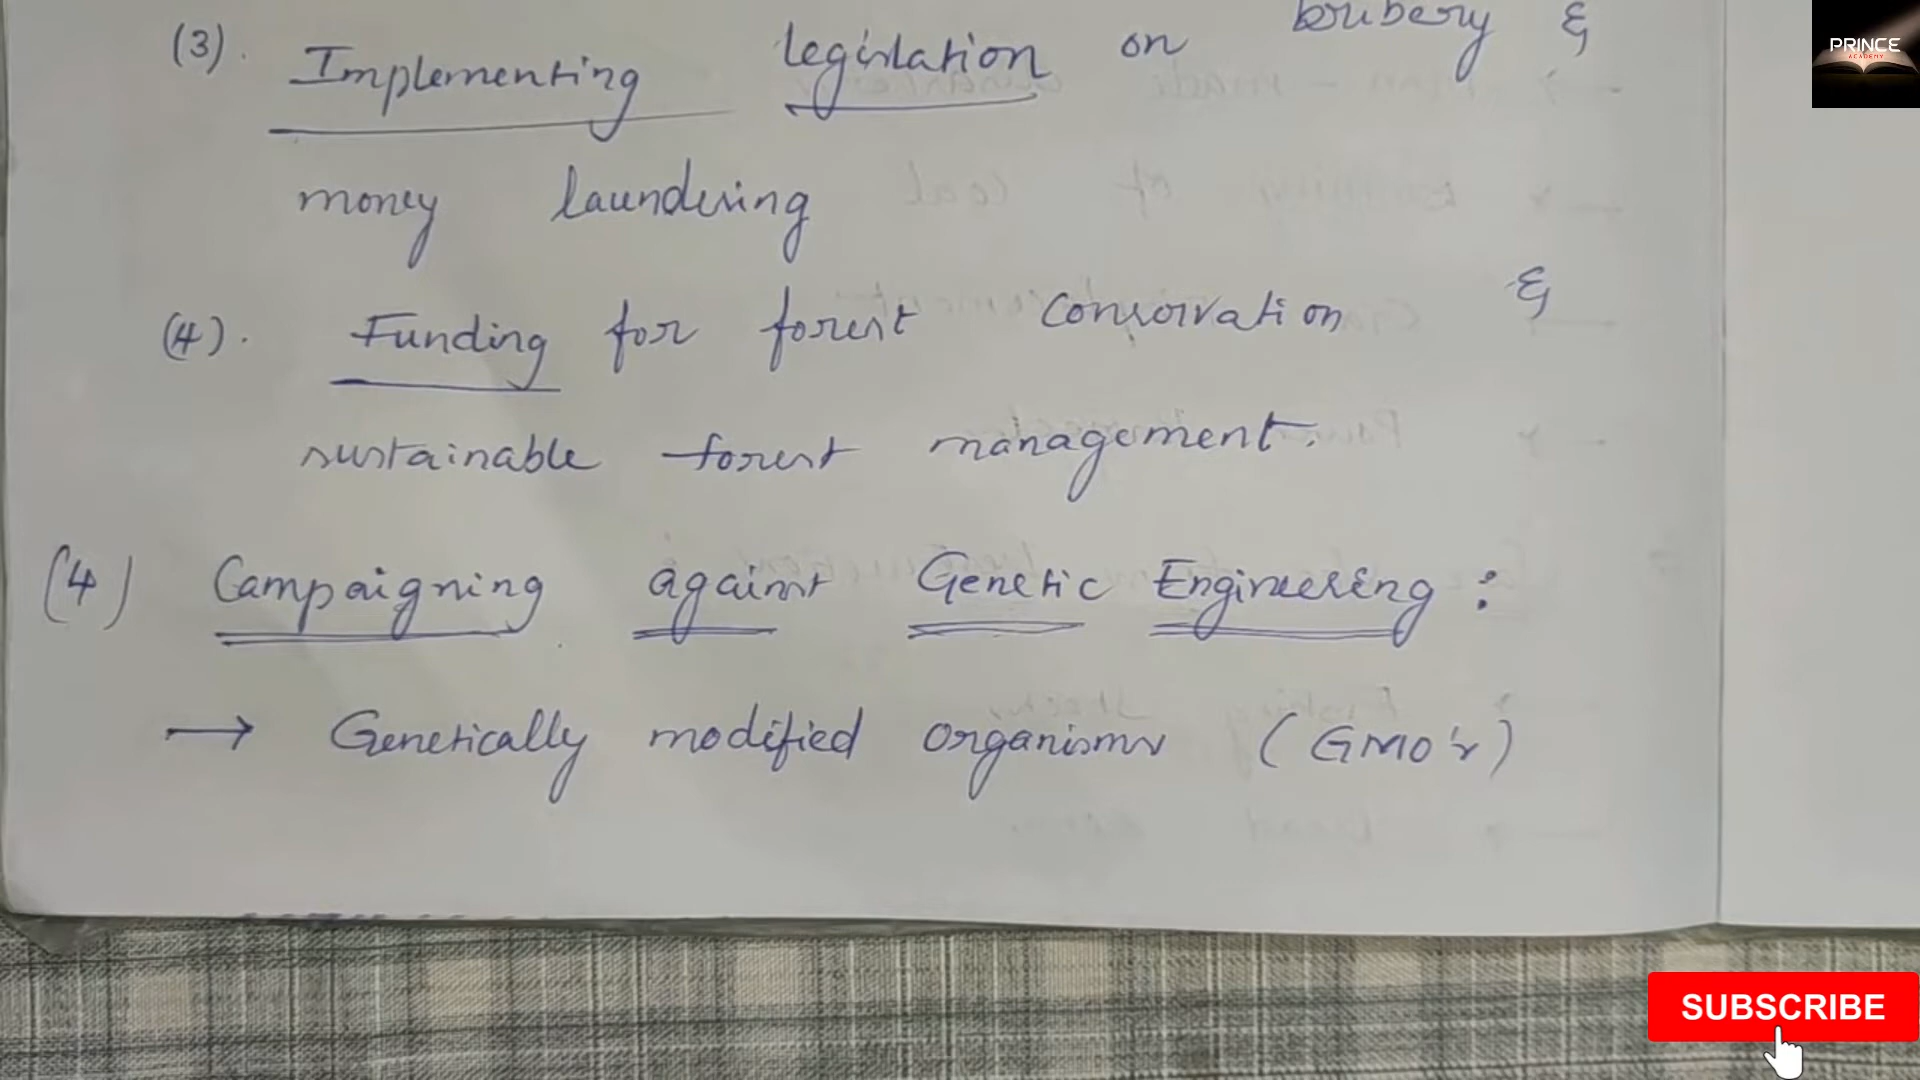 (3). Implementing legislation on bribery &
money laundering
(4). Funding for forest conservation &
sustainable forest management.
(4) Campaigning against Genetic Engineering :
→ Genetically modified organisms (GMO's)
PRINCE
ACADEMY
SUBSCRIBE